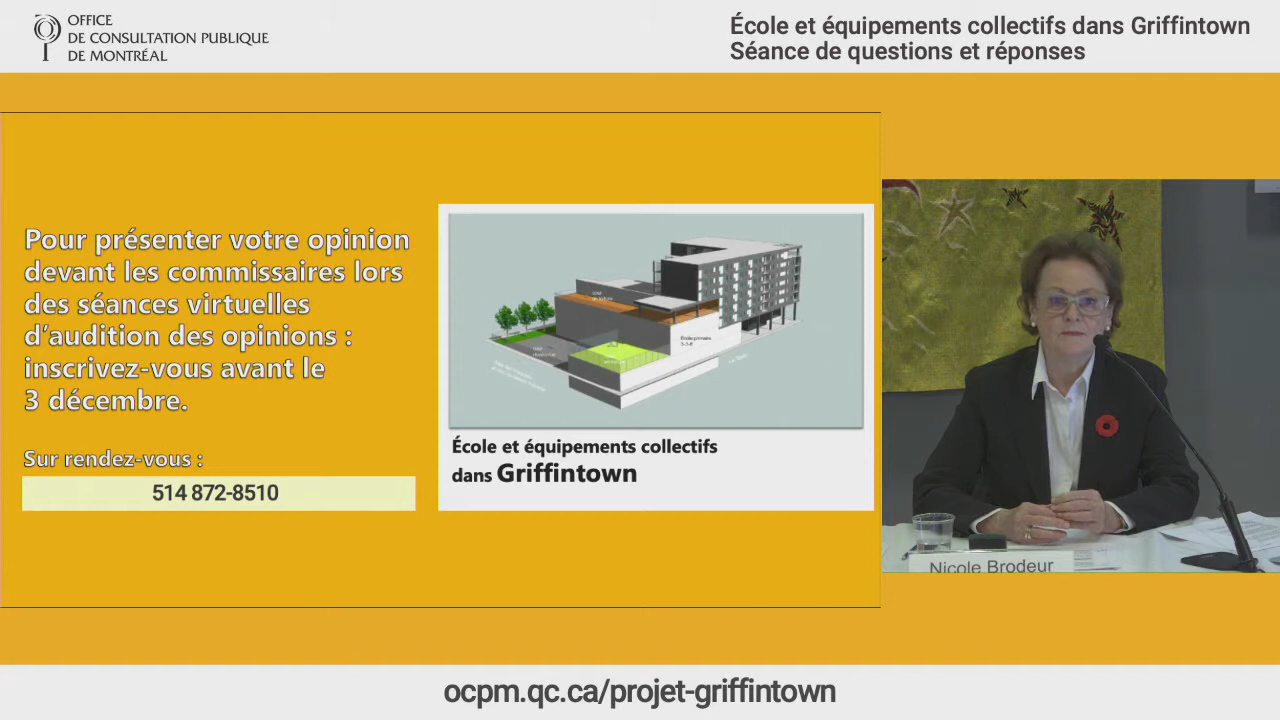 OFFICE
DE CONSULTATION PUBLIQUE
DE MONTRÉAL
École et équipements collectifs dans Griffintown
Séance de questions et réponses
Pour présenter votre opinion
devant les commissaires lors
des séances virtuelles
d'audition des opinions :
inscrivez-vous avant le
3 décembre.
Sur rendez-vous :
514 872-8510
École et équipements collectifs
dans Griffintown
Nicole Brodeur
ocpm.qc.ca/projet-griffintown